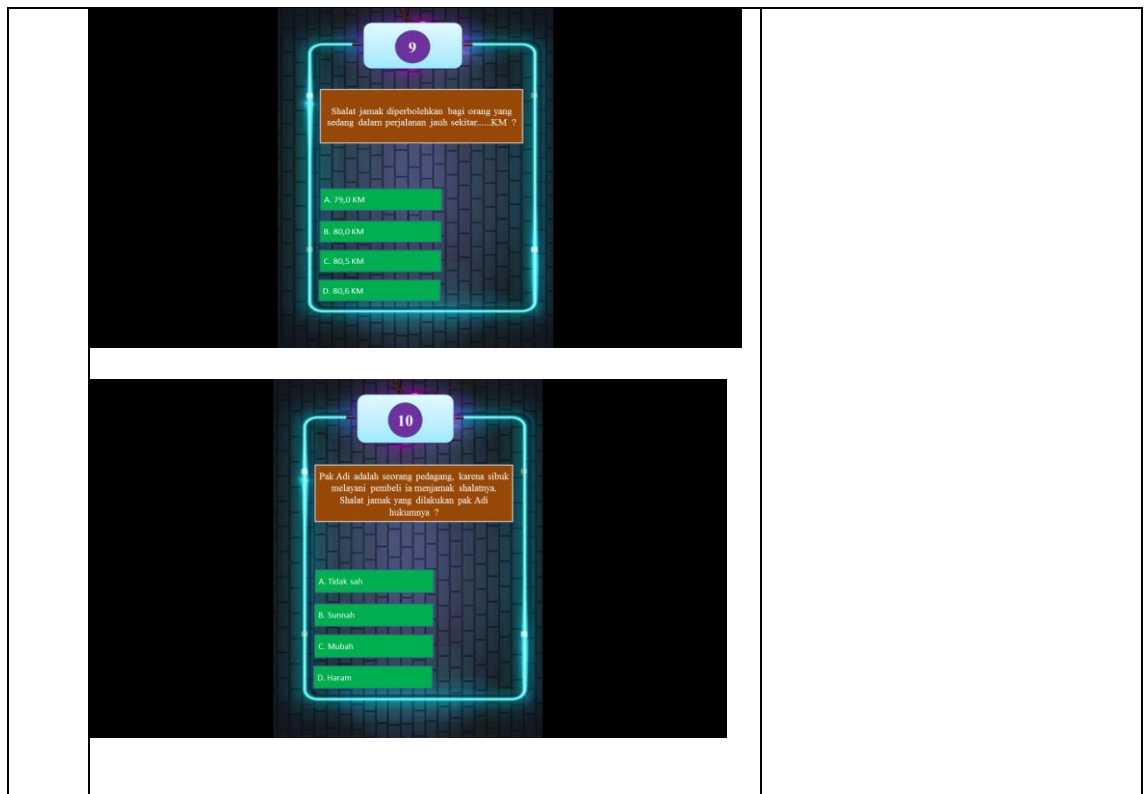 9
Shalat jamak diperbolehkan bagi orang yang
sedang dalam perjalanan jauh sekitar......KM ?
A. 79,0 KM
B. 80,0 KM
C. 80,5 KM
D. 80,6 KM
10
Pak Adi adalah seorang pedagang, karena sibuk
melayani pembeli ia menjamak shalatnya.
Shalat jamak yang dilakukan pak Adi
hukumnya ?
A. Tidak sah
B. Sunnah
C. Mubah
D. Haram